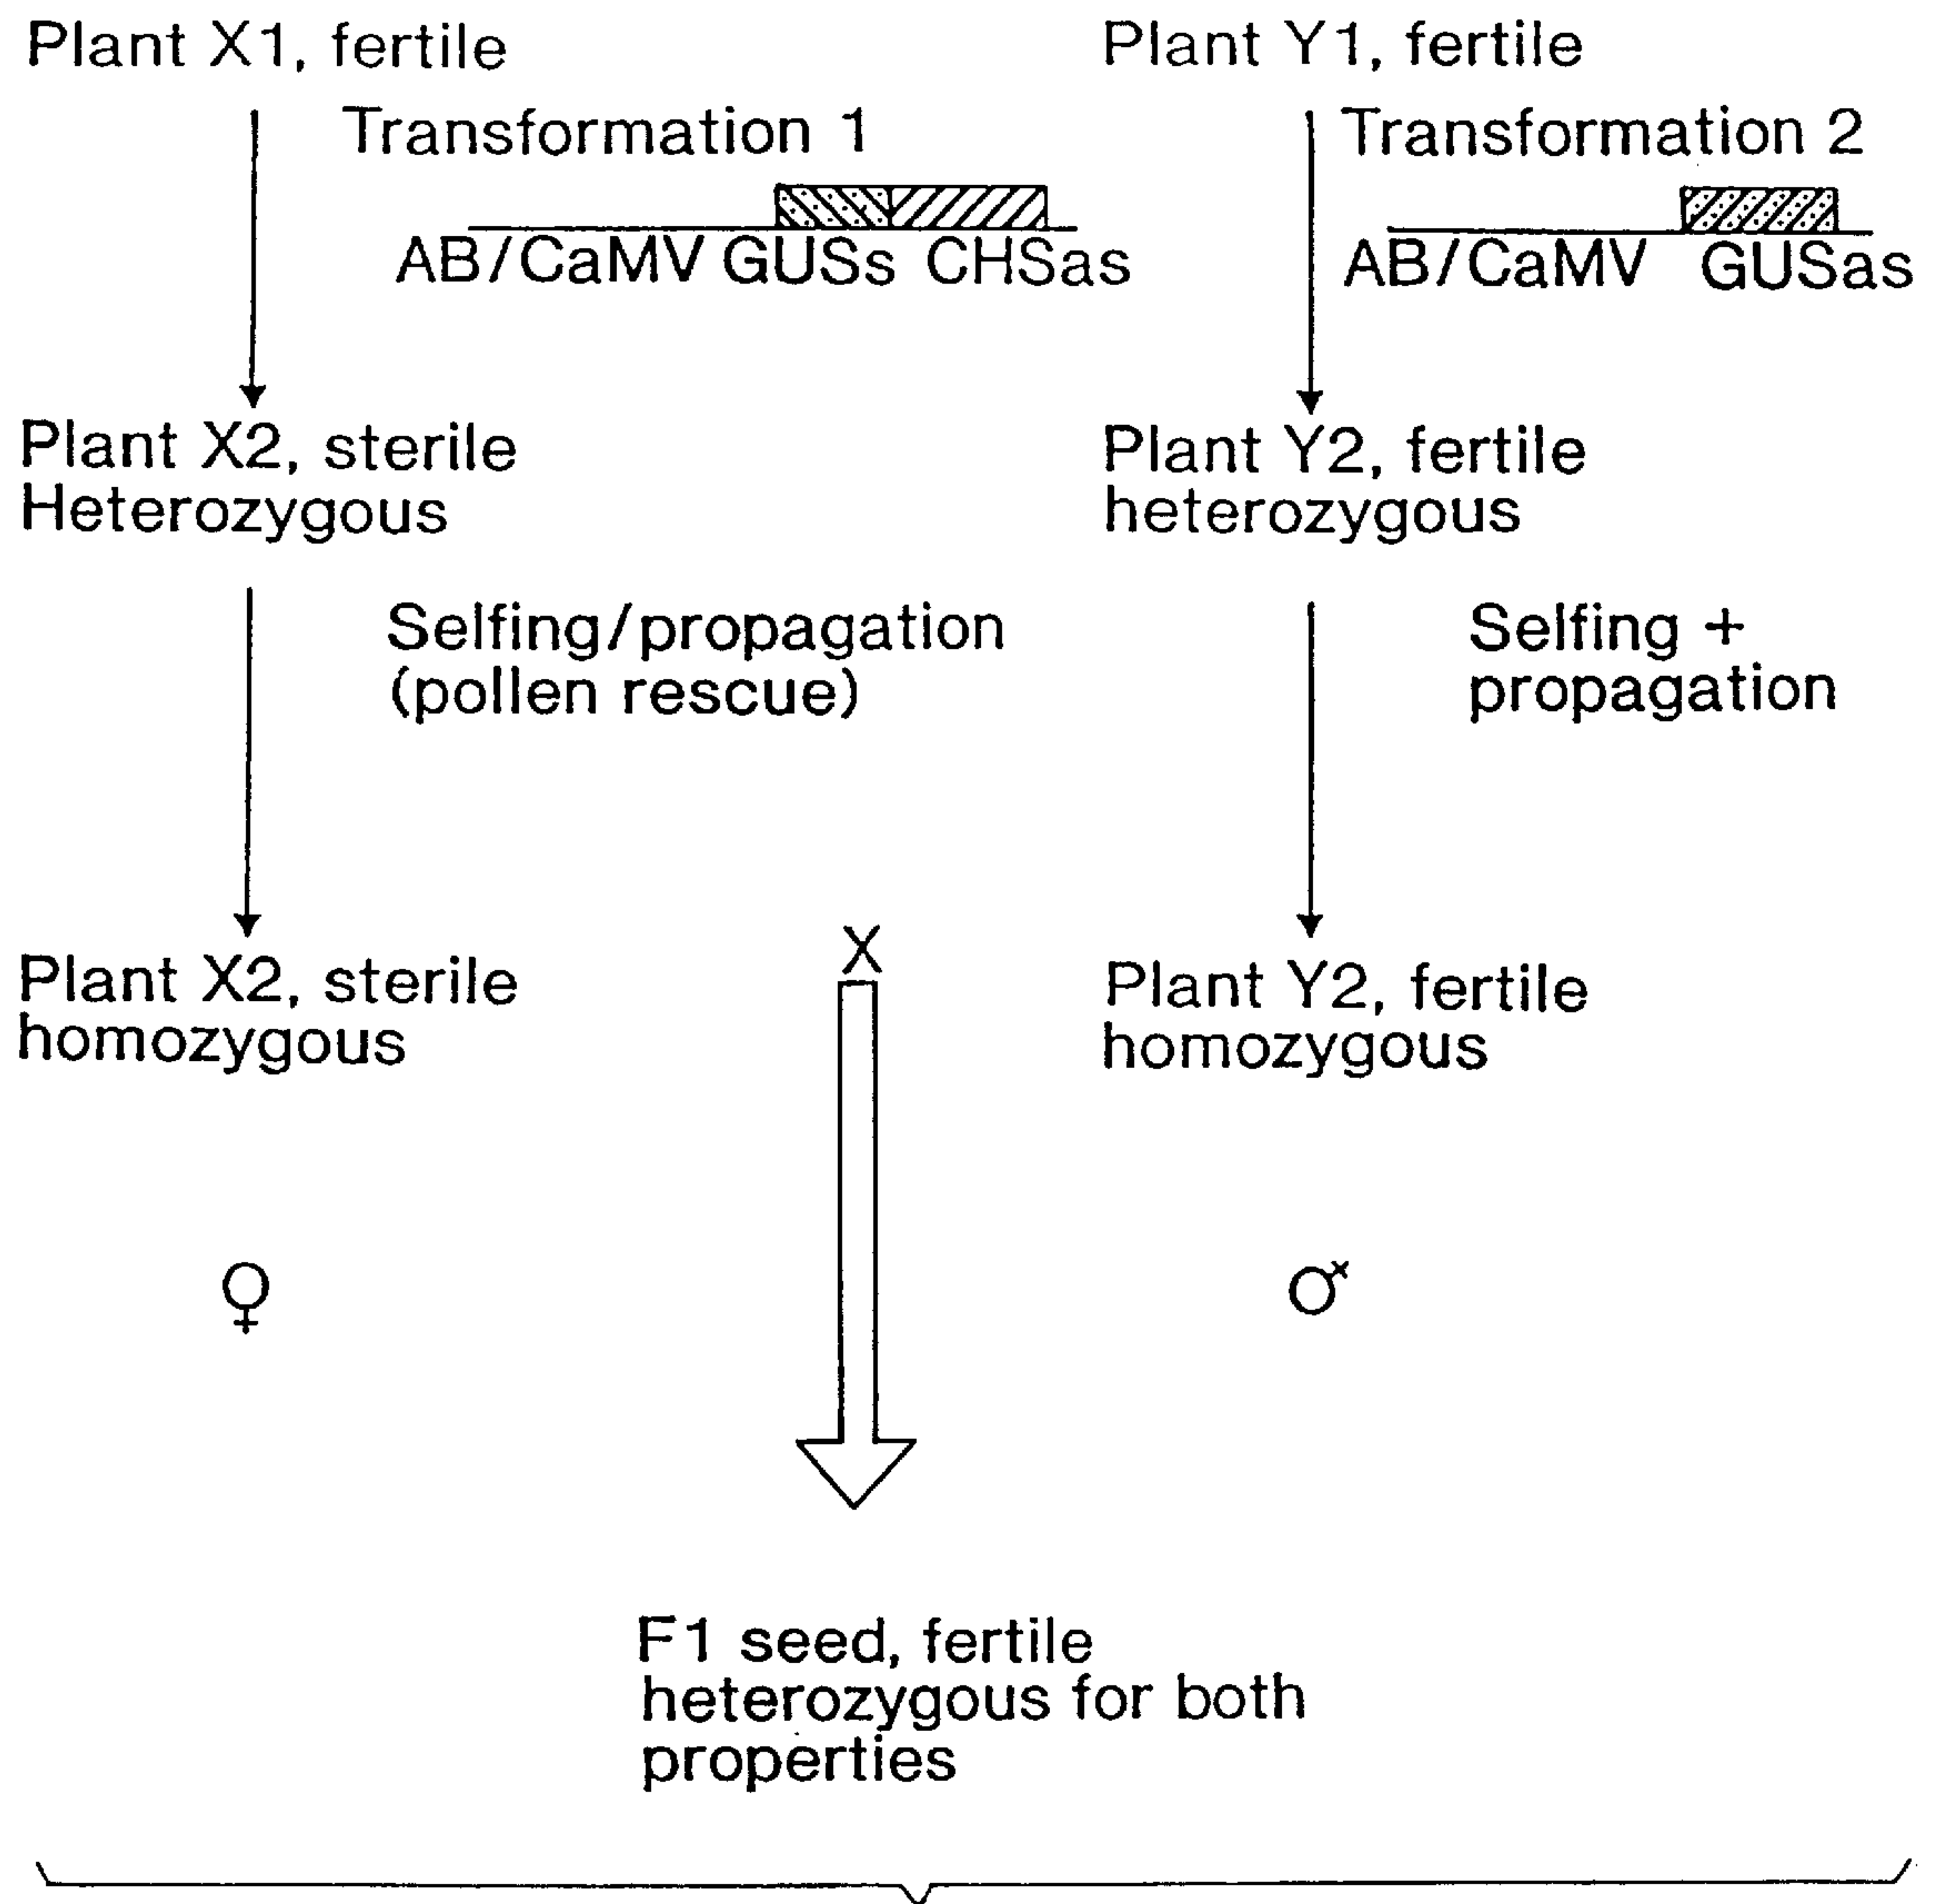 Plant X1, fertile
Plant Y1, fertile
Transformation 1
Transformation 2
AB/CaMV GUSs CHSas
AB/CaMV GUSas
Plant X2, sterile
Heterozygous
Plant Y2, fertile
heterozygous
Selfing/propagation
(pollen rescue)
Selfing +
propagation
X
Plant X2, sterile
homozygous
Plant Y2, fertile
homozygous
♀
♂
F1 seed, fertile
heterozygous for both
properties